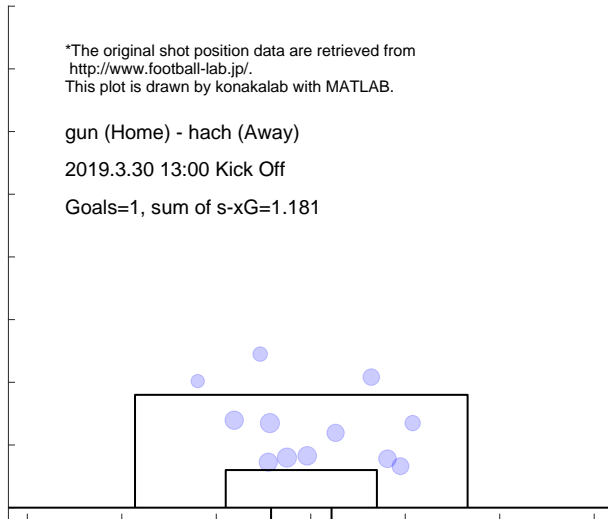 *The original shot position data are retrieved from
http://www.football-lab.jp/.
This plot is drawn by konakalab with MATLAB.
gun (Home) - hach (Away)
2019.3.30 13:00 Kick Off
Goals=1, sum of s-xG=1.181